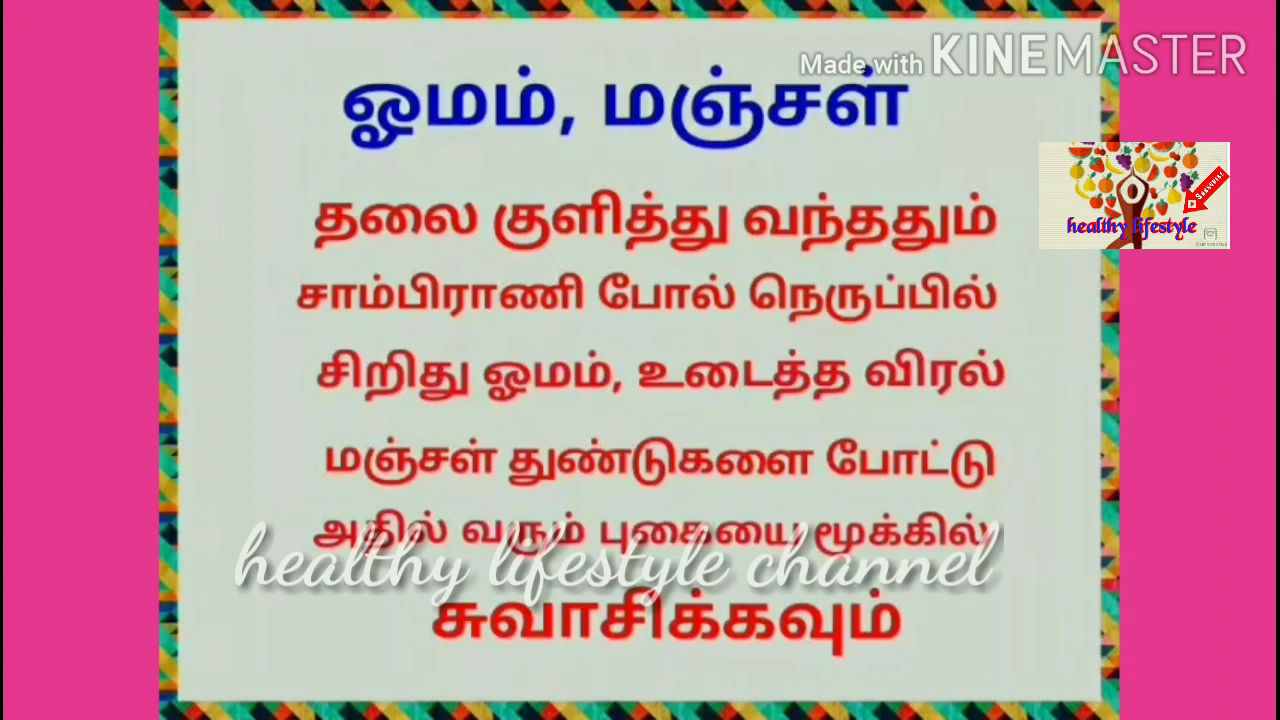 Made with KINEMASTER
ஓமம், மஞ்சள்
healthy lifestyle
Subscribe!
தலை குளித்து வந்ததும்
சாம்பிராணி போல் நெருப்பில்
சிறிது ஓமம், உடைத்த விரல்
மஞ்சள் துண்டுகளை போட்டு
அதில் வரும் புகையை மூக்கில்
healthy lifestyle channel
சுவாசிக்கவும்